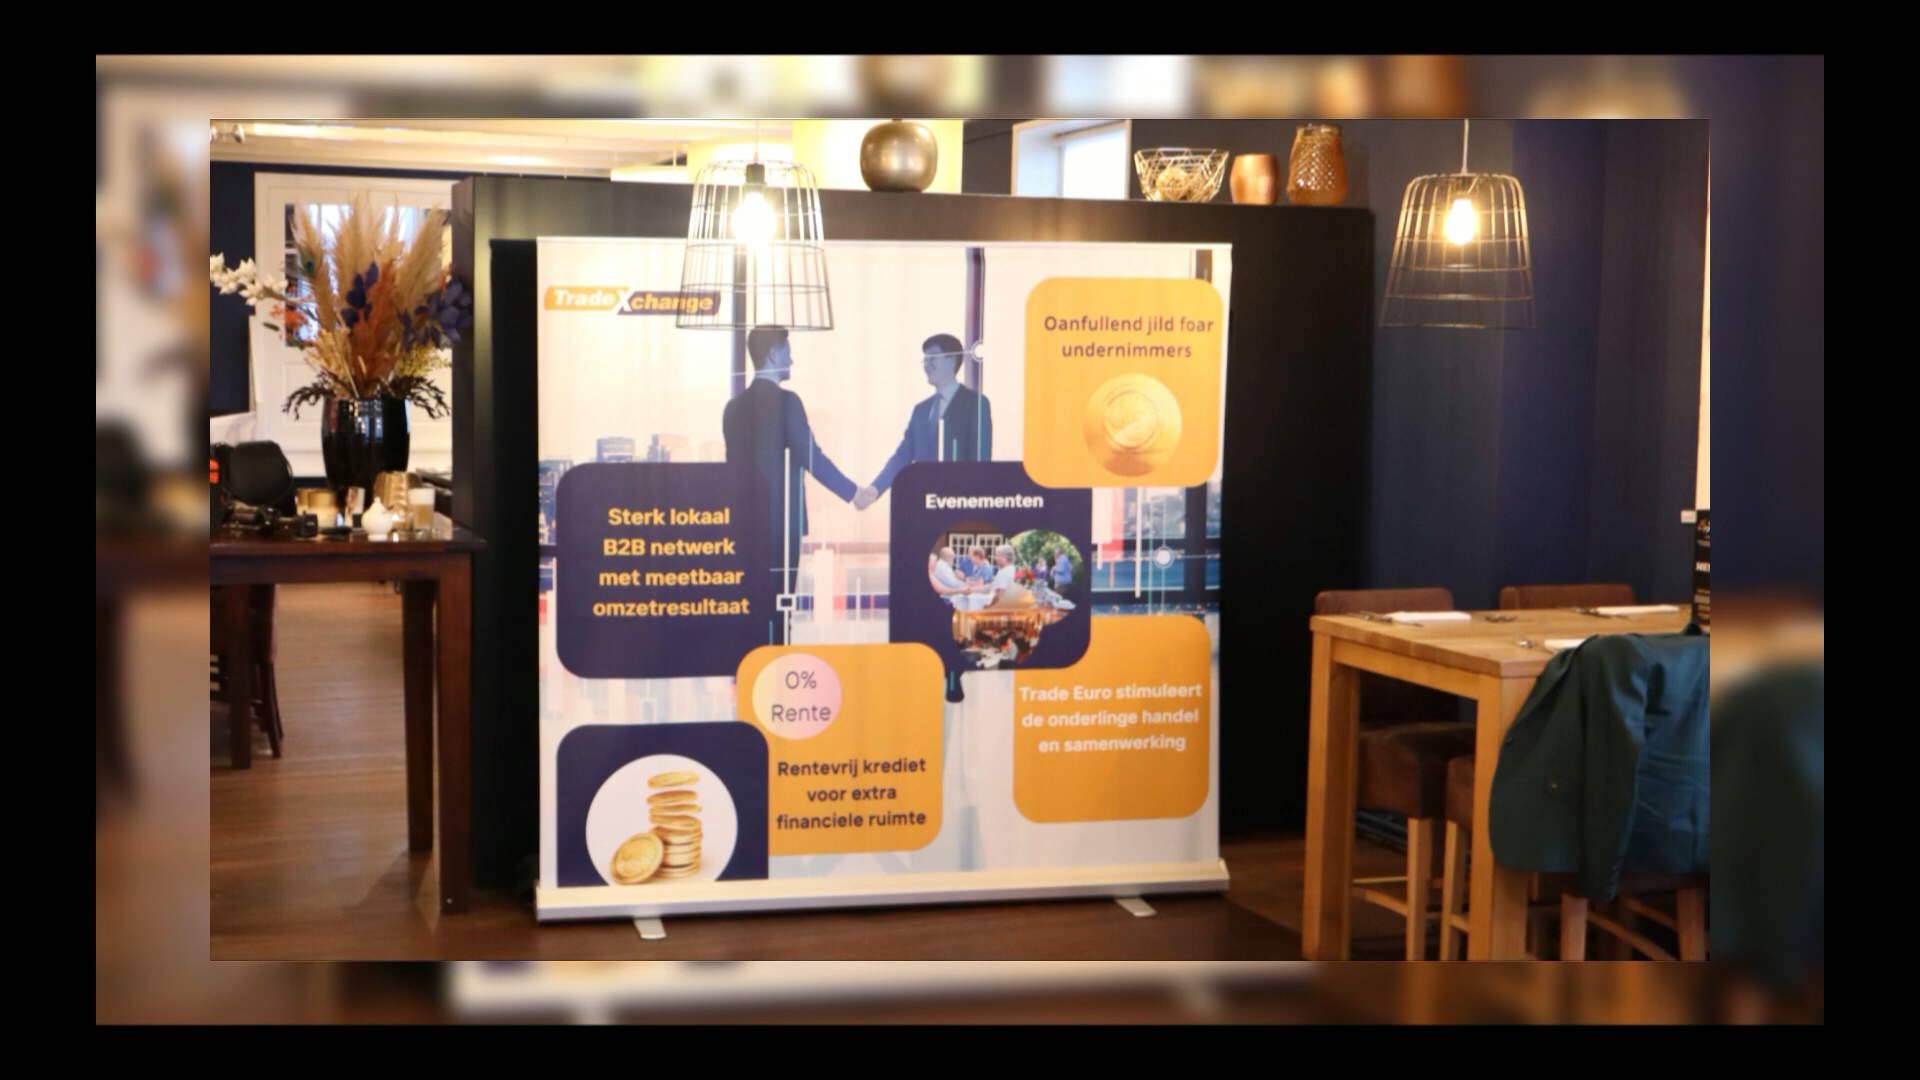 TradeXchange
Oanfullend jild foar
undernimmers
Sterk lokaal
B2B netwerk
met meetbaar
omzetresultaat
Evenementen
0%
Rente
Rentevrij krediet
voor extra
financiele ruimte
Trade Euro stimuleert
de onderlinge handel
en samenwerking